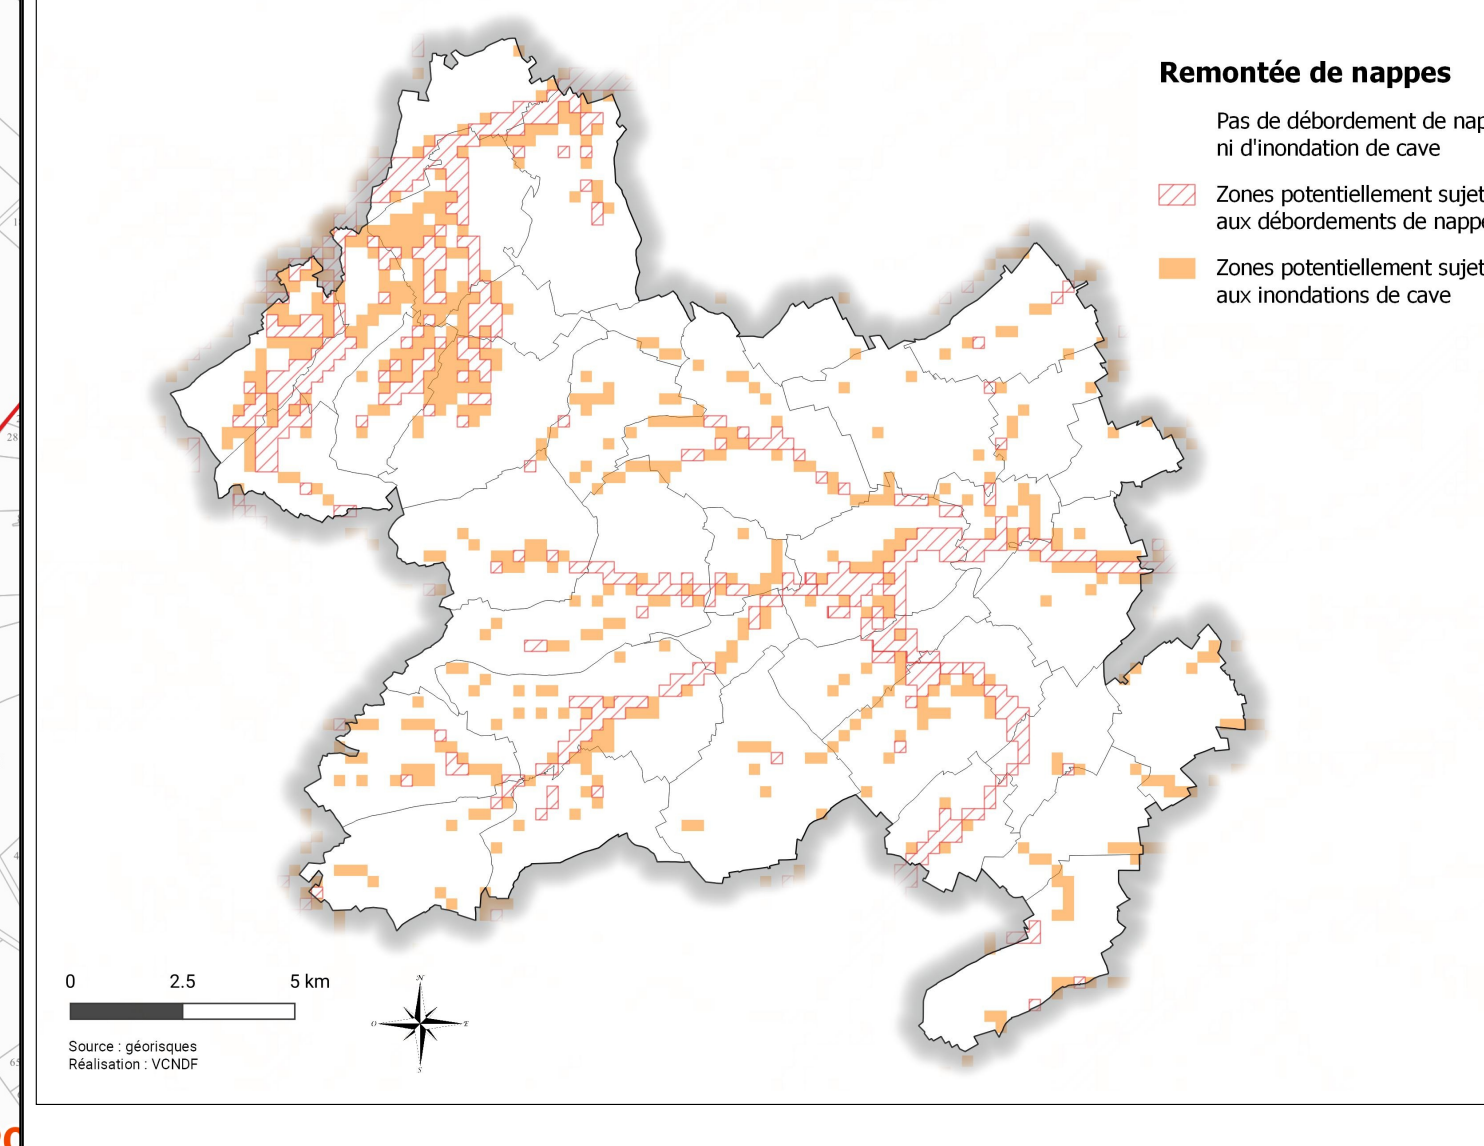 Remontée de nappes
Pas de débordement de nap
ni d'inondation de cave
Zones potentiellement sujet
aux débordements de nappe
Zones potentiellement sujet
aux inondations de cave
0 2.5 5 km
N
O E
S
Source : géorisques
Réalisation : VCNDF
28